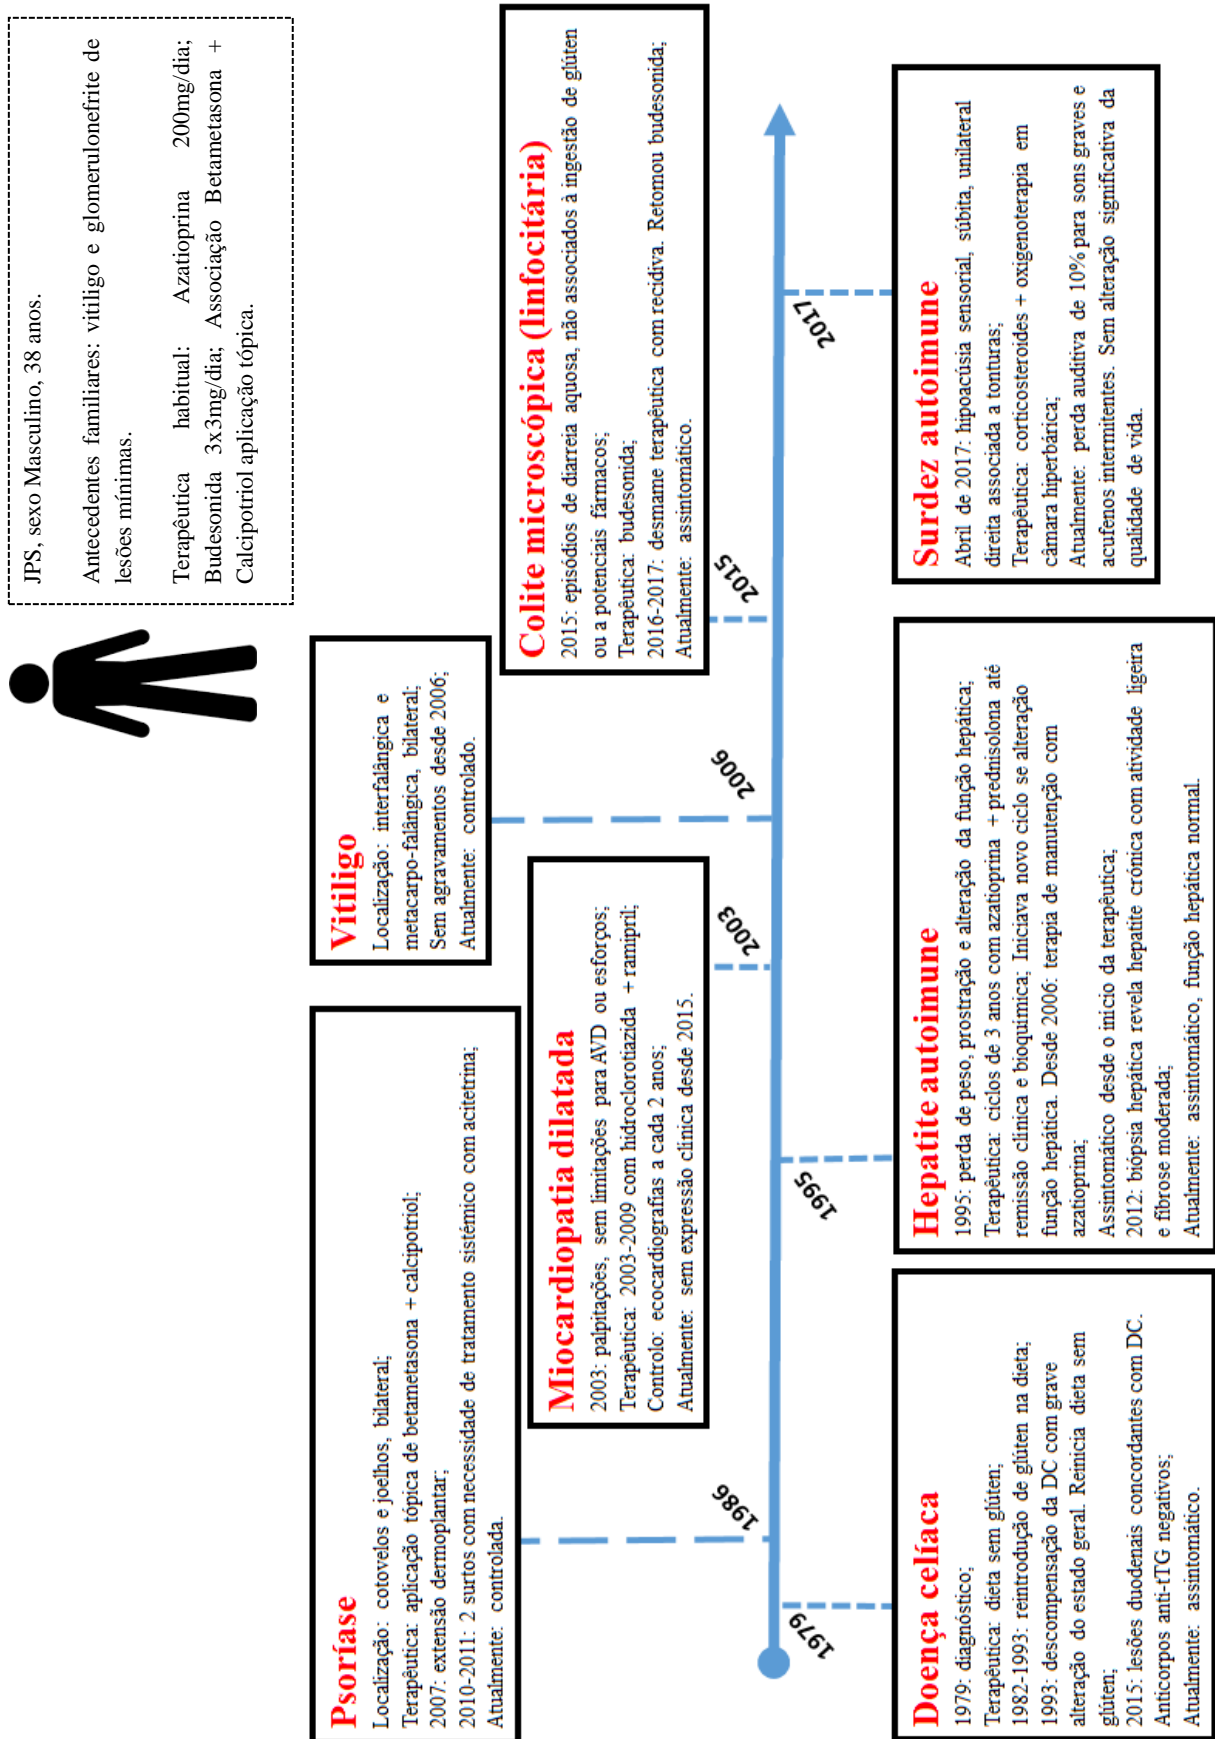 JPS, sexo Masculino, 38 anos.
Antecedentes familiares: vitiligo e glomerulonefrite de
lesões mínimas.
Terapêutica habitual: Azatioprina 200mg/dia;
Budesonida 3x3mg/dia; Associação Betametasona +
Calcipotriol aplicação tópica.
Psoríase
Localização: cotovelos e joelhos, bilateral;
Terapêutica: aplicação tópica de betametasona + calcipotriol;
2007: extensão dermoplantar;
2010-2011: 2 surtos com necessidade de tratamento sistémico com acitetrina;
Atualmente: controlada.
Vitiligo
Localização: interfalângica e
metacarpo-falângica, bilateral;
Sem agravamentos desde 2006;
Atualmente: controlado.
Miocardiopatia dilatada
2003: palpitações, sem limitações para AVD ou esforços;
Terapêutica: 2003-2009 com hidroclorotiazida + ramipril;
Controlo: ecocardiografias a cada 2 anos;
Atualmente: sem expressão clínica desde 2015.
Colite microscópica (linfocitária)
2015: episódios de diarreia aquosa, não associados à ingestão de glúten
ou a potenciais fármacos;
Terapêutica: budesonida;
2016-2017: desmame terapêutica com recidiva. Retomou budesonida;
Atualmente: assintomático.
1979
1986
1995
2003
2006
2015
2017
Doença celíaca
1979: diagnóstico;
Terapêutica: dieta sem glúten;
1982-1993: reintrodução de glúten na dieta;
1993: descompensação da DC com grave
alteração do estado geral. Reinicia dieta sem
glúten;
2015: lesões duodenais concordantes com DC.
Anticorpos anti-tTG negativos;
Atualmente: assintomático.
Hepatite autoimune
1995: perda de peso, prostração e alteração da função hepática;
Terapêutica: ciclos de 3 anos com azatioprina + prednisolona até
remissão clínica e bioquímica; Iniciava novo ciclo se alteração
função hepática. Desde 2006: terapia de manutenção com
azatioprina;
Assintomático desde o início da terapêutica;
2012: biópsia hepática revela hepatite crónica com atividade ligeira
e fibrose moderada;
Atualmente: assintomático, função hepática normal.
Surdez autoimune
Abril de 2017: hipoacúsia sensorial, súbita, unilateral
direita associada a tonturas;
Terapêutica: corticosteroides + oxigenoterapia em
câmara hiperbárica;
Atualmente: perda auditiva de 10% para sons graves e
acufenos intermitentes. Sem alteração significativa da
qualidade de vida.